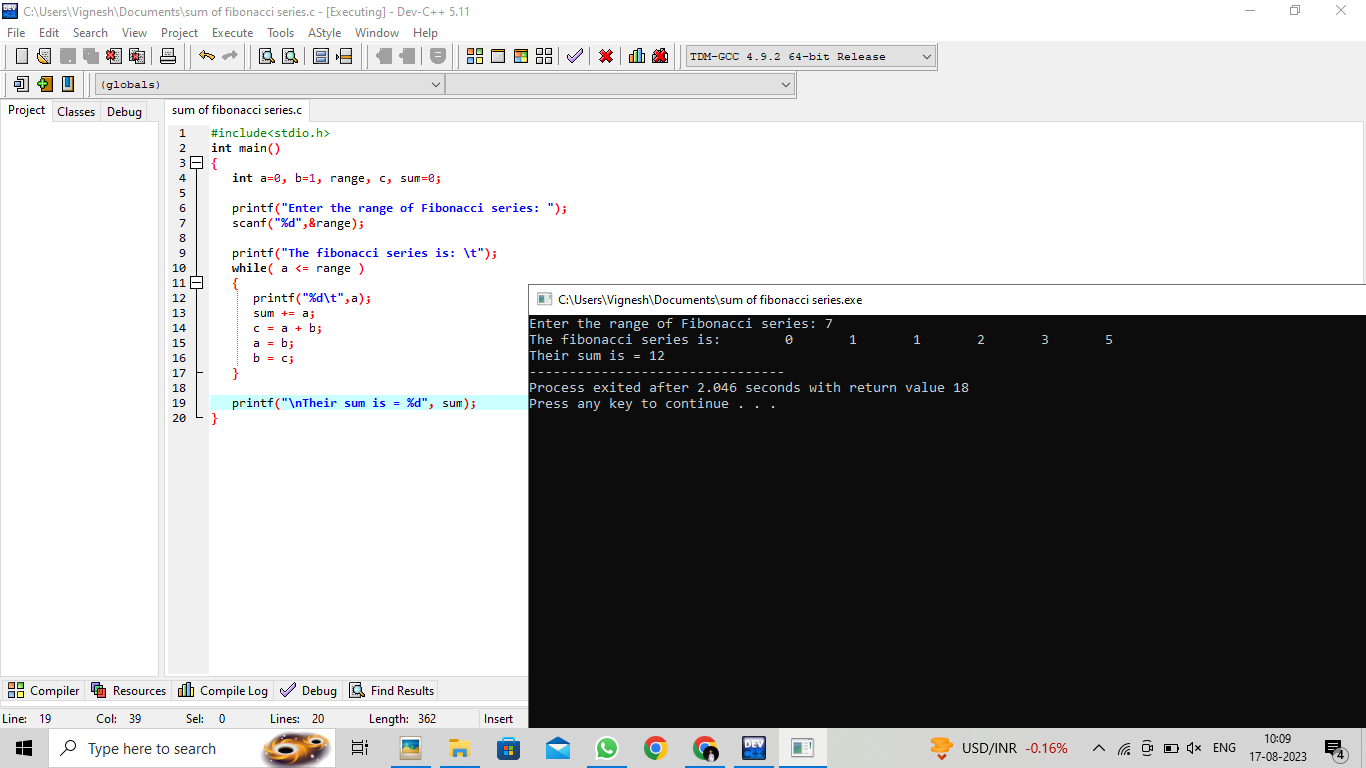 C:\Users\Vignesh\Documents\sum of fibonacci series.c - [Executing] - Dev-C++ 5.11
File Edit Search View Project Execute Tools AStyle Window Help
TDM-GCC 4.9.2 64-bit Release
(globals)
Project Classes Debug
sum of fibonacci series.c
1 #include<stdio.h>
2 int main()
3 {
4 int a=0, b=1, range, c, sum=0;
5
6 printf("Enter the range of Fibonacci series: ");
7 scanf("%d",&range);
8
9 printf("The fibonacci series is: \t");
10 while( a <= range )
11 {
12 printf("%d\t",a);
13 sum += a;
14 c = a + b;
15 a = b;
16 b = c;
17 }
18
19 printf("\nTheir sum is = %d", sum);
20 }
C:\Users\Vignesh\Documents\sum of fibonacci series.exe
Enter the range of Fibonacci series: 7
The fibonacci series is: 0 1 1 2 3 5
Their sum is = 12
--------------------------------
Process exited after 2.046 seconds with return value 18
Press any key to continue . . .
Compiler Resources Compile Log Debug Find Results
Line: 19 Col: 39 Sel: 0 Lines: 20 Length: 362 Insert
Type here to search
DEV
USD/INR -0.16%
ENG
10:09
17-08-2023
4